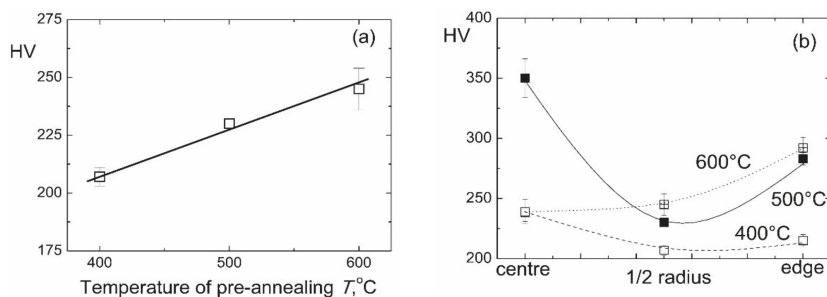 (a)
HV
275
250
225
200
175
400
500
600
Temperature of pre-annealing T,°C
(b)
HV
400
350
300
250
200
600°C
500°C
400°C
centre
1/2 radius
edge